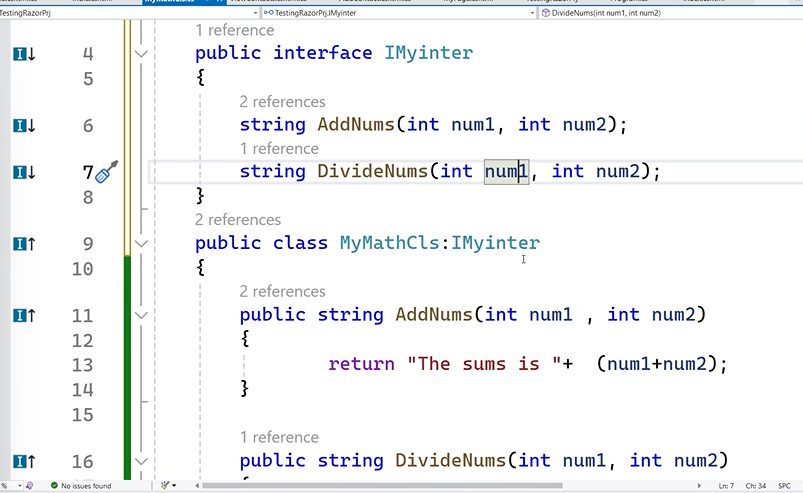 TestingRazorPrj
TestingRazorPrj.IMyinter
DivideNums(int num1, int num2)
1 reference
4 public interface IMyinter
5 {
2 references
6 string AddNums(int num1, int num2);
1 reference
7 string DivideNums(int num1, int num2);
8 }
2 references
9 public class MyMathCls:IMyinter
10 {
2 references
11 public string AddNums(int num1 , int num2)
12 {
13 return "The sums is "+ (num1+num2);
14 }
15
1 reference
16 public string DivideNums(int num1, int num2)
% No issues found Ln: 7 Ch: 34 SPC